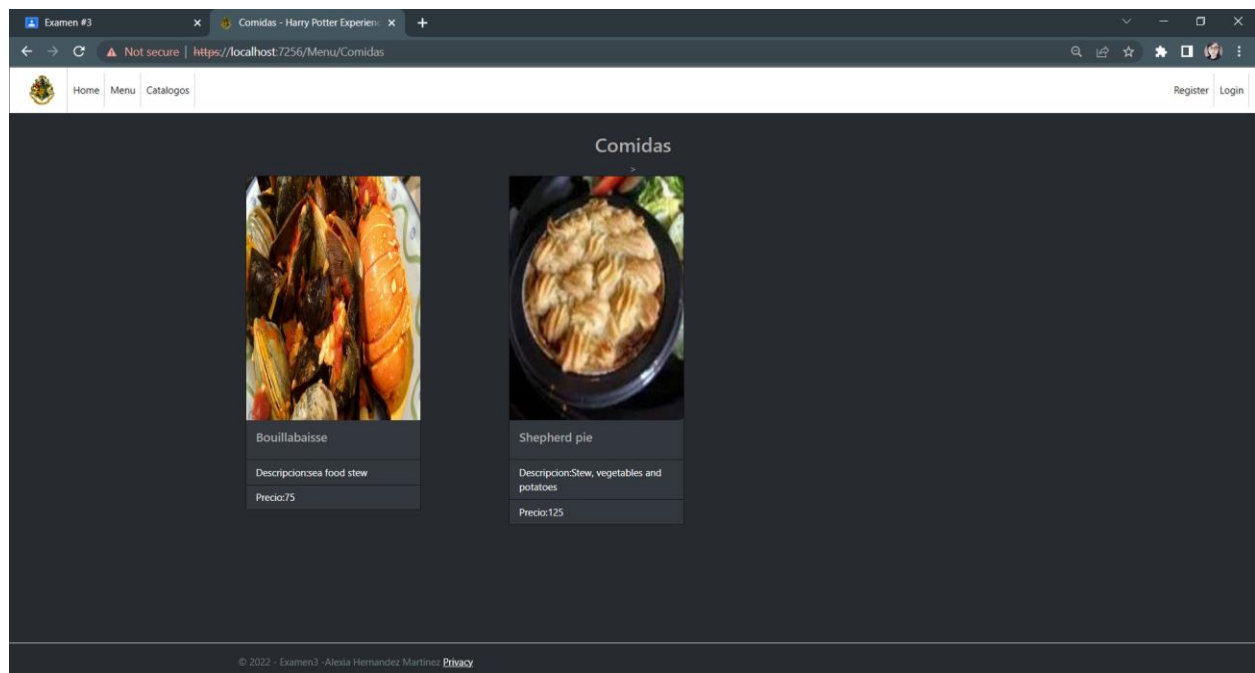 Examen #3
Comidas - Harry Potter Experienc
Not secure | https://localhost:7256/Menu/Comidas
Home Menu Catalogos
Register Login
Comidas
>
Bouillabaisse
Descripcion:sea food stew
Precio:75
Shepherd pie
Descripcion:Stew, vegetables and
potatoes
Precio:125
© 2022 - Examen3 -Alexia Hernandez Martinez Privacy